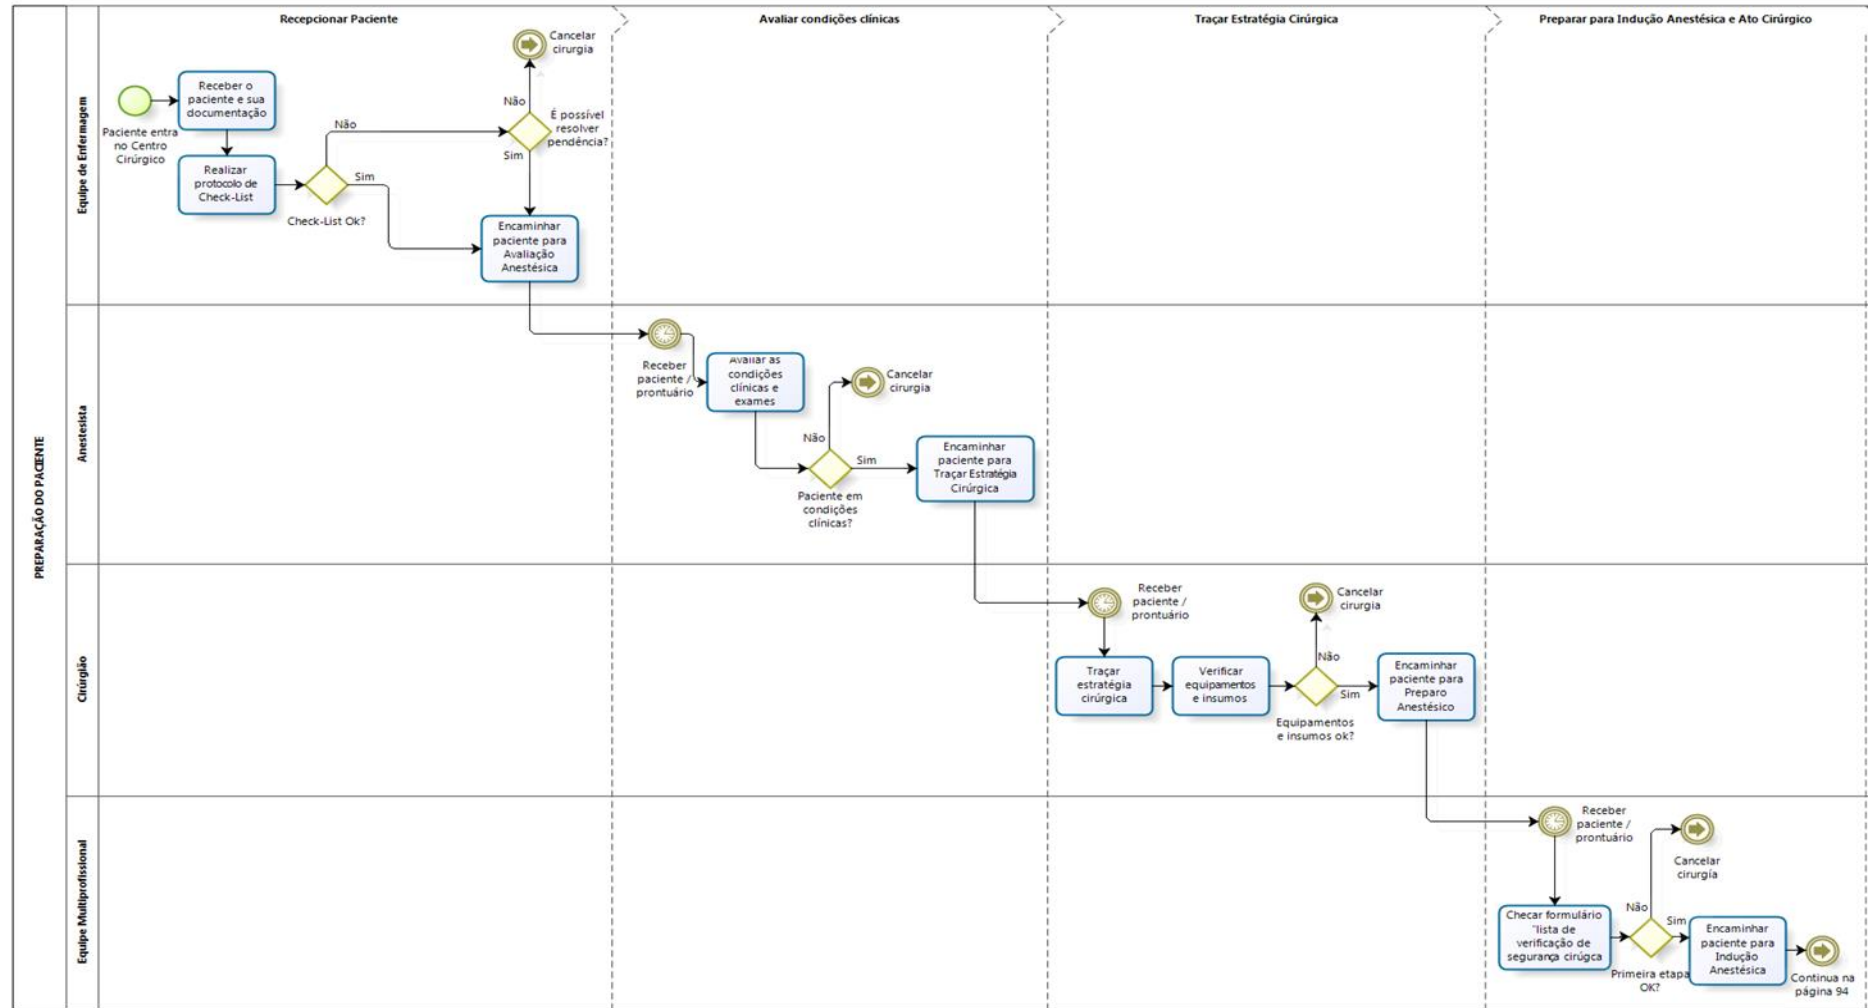 Recepcionar Paciente
Avaliar condições clínicas
Traçar Estratégia Cirúrgica
Preparar para Indução Anestésica e Ato Cirúrgico
PREPARAÇÃO DO PACIENTE
Equipe de Enfermagem
Paciente entra
no Centro
Cirúrgico
Receber o
paciente e sua
documentação
Realizar
protocolo de
Check-List
Check-List Ok?
Não
Sim
É possível
resolver
pendência?
Não
Sim
Cancelar
cirurgia
Encaminhar
paciente para
Avaliação
Anestésica
Anestesista
Receber
paciente /
prontuário
Avaliar as
condições
clínicas e
exames
Paciente em
condições
clínicas?
Não
Sim
Cancelar
cirurgia
Encaminhar
paciente para
Traçar Estratégia
Cirúrgica
Cirúrgião
Receber
paciente /
prontuário
Traçar
estratégia
cirúrgica
Verificar
equipamentos
e insumos
Equipamentos
e insumos ok?
Não
Sim
Cancelar
cirurgia
Encaminhar
paciente para
Preparo
Anestésico
Equipe Multiprofissional
Receber
paciente /
prontuário
Checar formulário
"lista de
verificação de
segurança cirúgca
Primeira etapa
OK?
Não
Sim
Cancelar
cirurgía
Encaminhar
paciente para
Indução
Anestésica
Continua na
página 94